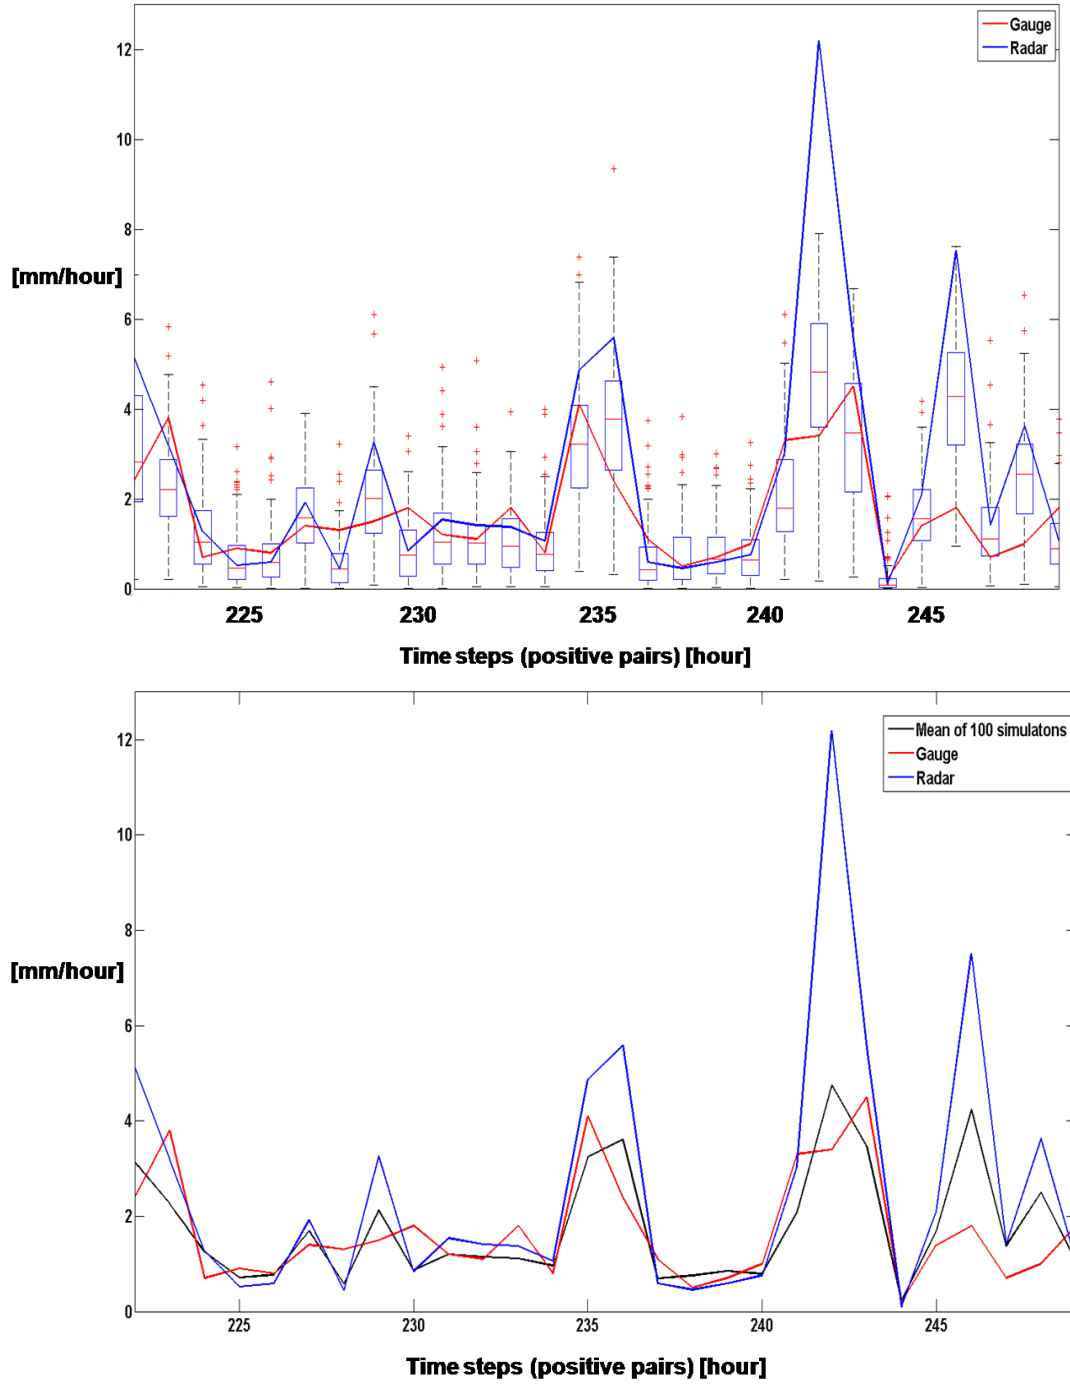 12
Gauge
Radar
10
8
[mm/hour]
6
4
2
0
225 230 235 240 245
Time steps (positive pairs) [hour]
12
Mean of 100 simulatons
Gauge
Radar
10
8
[mm/hour]
6
4
2
0
225 230 235 240 245
Time steps (positive pairs) [hour]